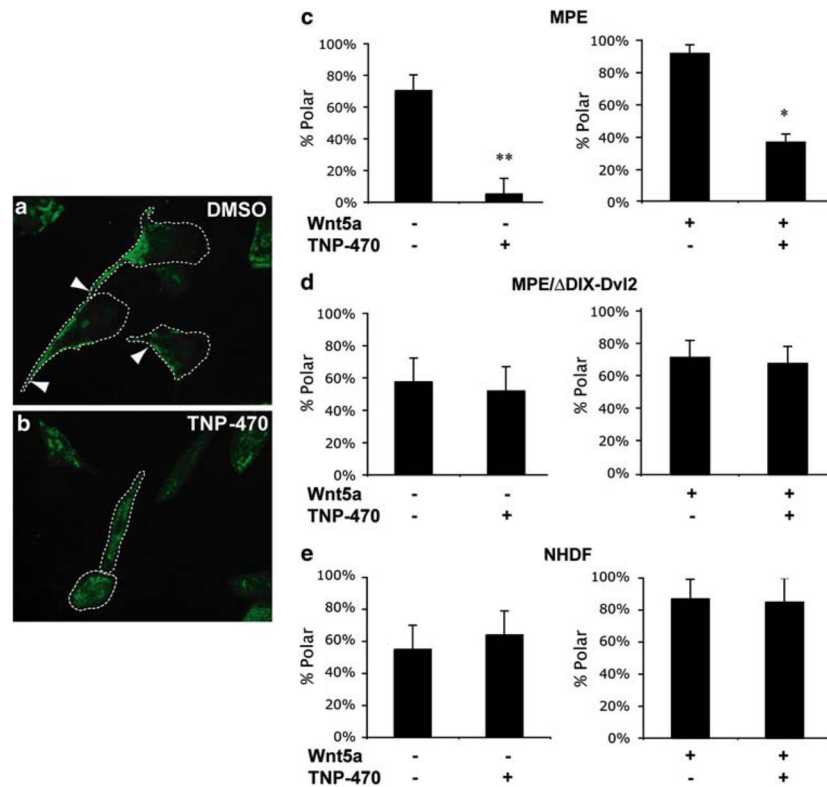 a
DMSO
b
TNP-470
c
MPE
100%
80%
60%
40%
20%
0%
% Polar
**
Wnt5a - -
TNP-470 - +
100%
80%
60%
40%
20%
0%
% Polar
*
+ +
- +
d
MPE/ΔDIX-Dvl2
100%
80%
60%
40%
20%
0%
% Polar
Wnt5a - -
TNP-470 - +
100%
80%
60%
40%
20%
0%
% Polar
+ +
- +
e
NHDF
100%
80%
60%
40%
20%
0%
% Polar
Wnt5a - -
TNP-470 - +
100%
80%
60%
40%
20%
0%
% Polar
+ +
- +